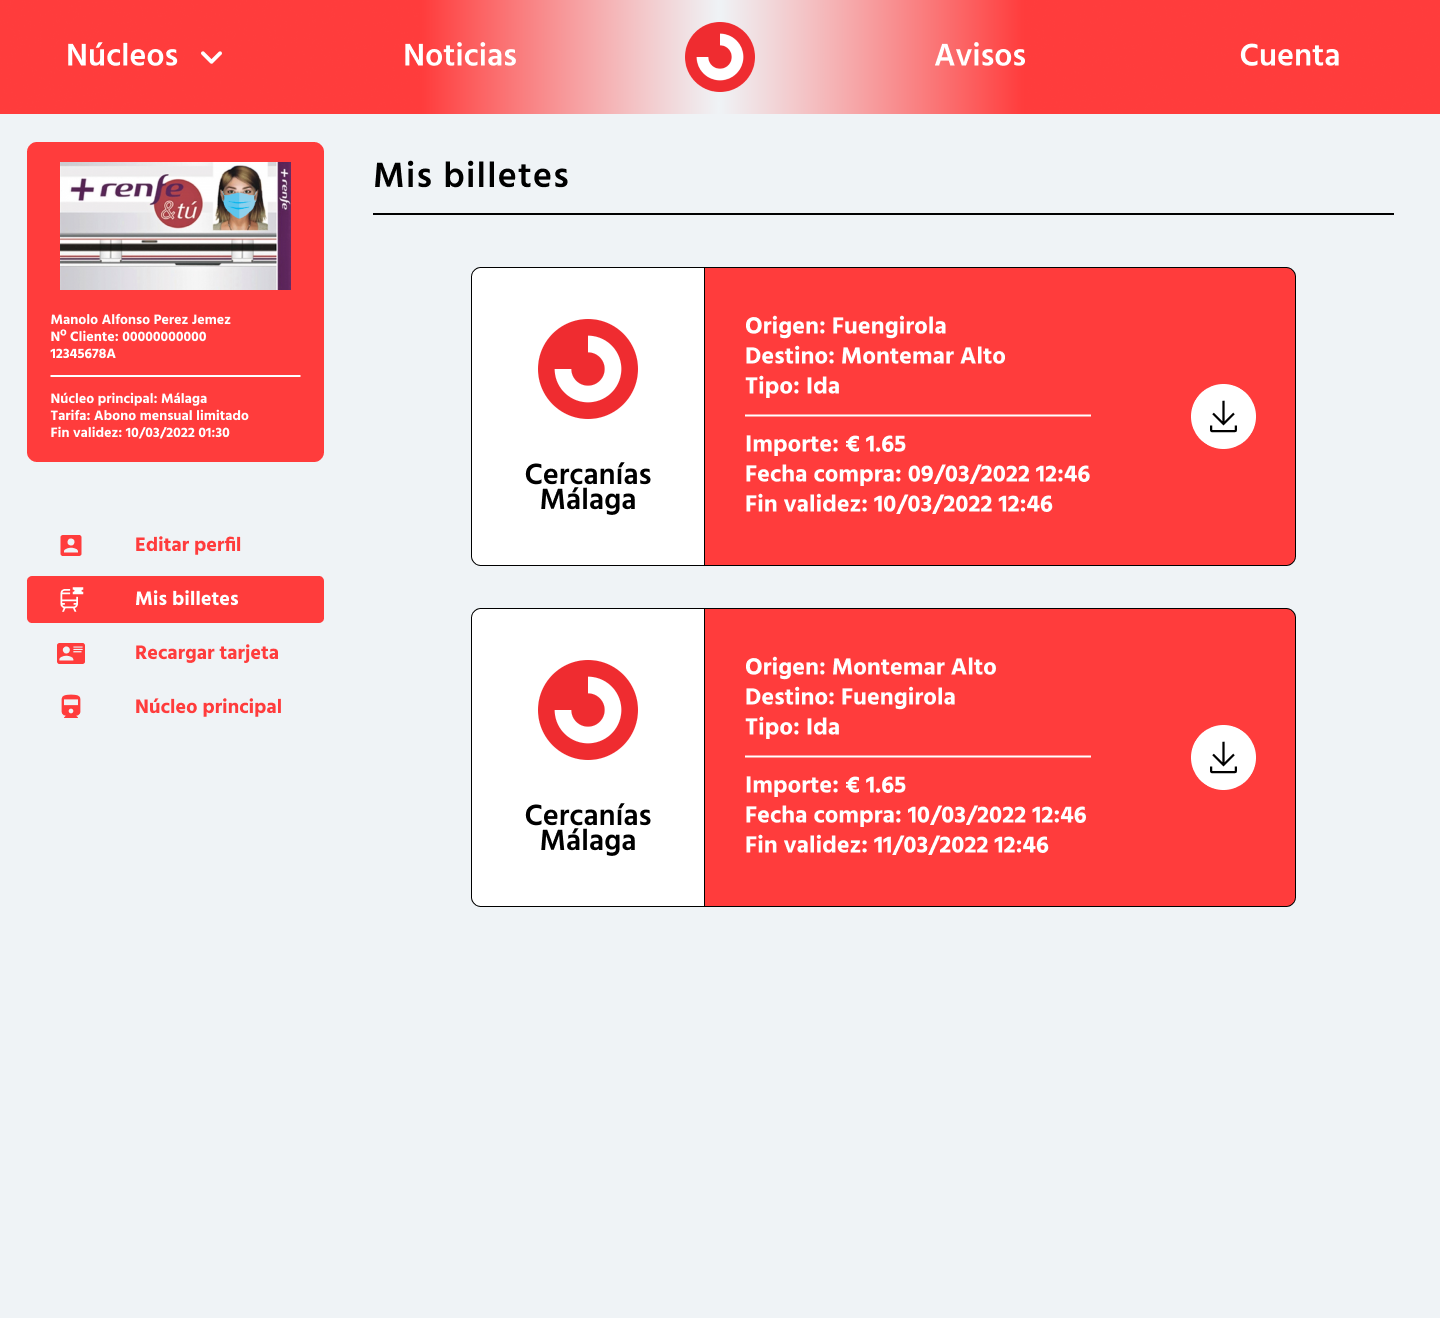 Núcleos
Noticias
Avisos
Cuenta
+ renfe
&tú
+ renfe
Manolo Alfonso Perez Jemez
Nº Cliente: 00000000000
12345678A
Núcleo principal: Málaga
Tarifa: Abono mensual limitado
Fin validez: 10/03/2022 01:30
Editar perfil
Mis billetes
Recargar tarjeta
Núcleo principal
Mis billetes
Cercanías
Málaga
Origen: Fuengirola
Destino: Montemar Alto
Tipo: Ida
Importe: € 1.65
Fecha compra: 09/03/2022 12:46
Fin validez: 10/03/2022 12:46
Cercanías
Málaga
Origen: Montemar Alto
Destino: Fuengirola
Tipo: Ida
Importe: € 1.65
Fecha compra: 10/03/2022 12:46
Fin validez: 11/03/2022 12:46